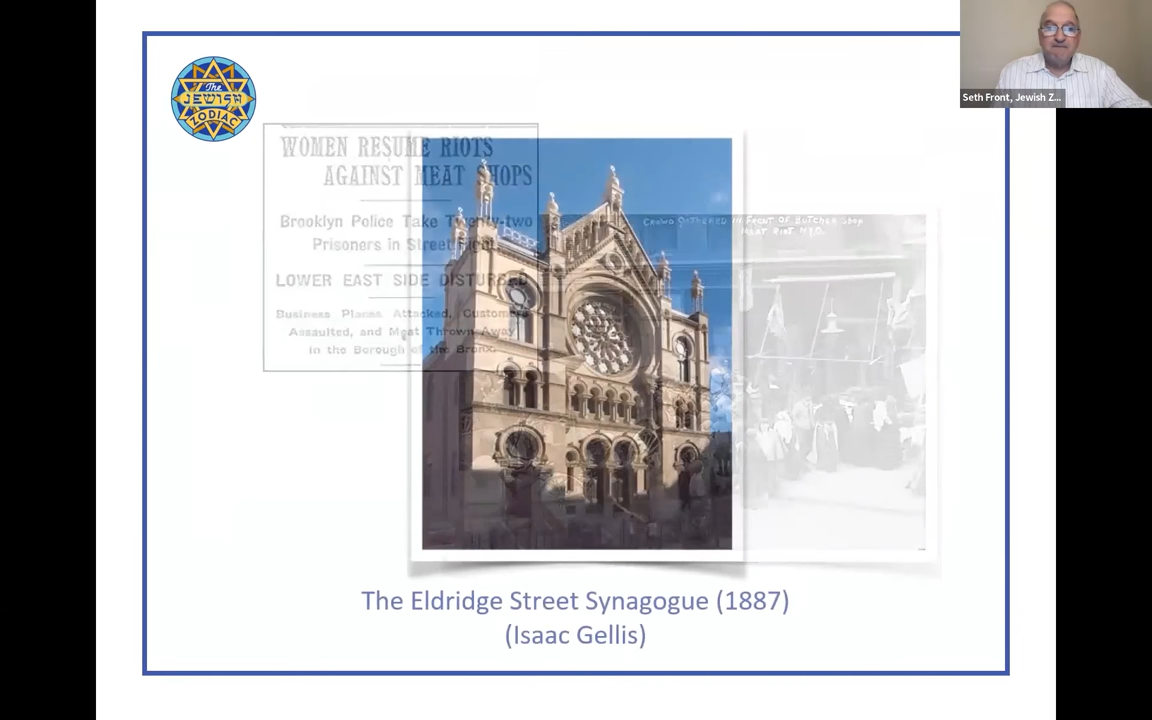 The
JEWISH
ZODIAC
Seth Front, Jewish Z...
WOMEN RESUME RIOTS
AGAINST MEAT SHOPS
Brooklyn Police Take Twenty-two
Prisoners in Street Fight
LOWER EAST SIDE DISTURBED
Business Places Attacked, Customers
Assaulted, and Meat Thrown Away
in the Borough of the Bronx.
CROWD GATHERED IN FRONT OF BUTCHER SHOP
MEAT RIOT N.Y.C.
The Eldridge Street Synagogue (1887)
(Isaac Gellis)